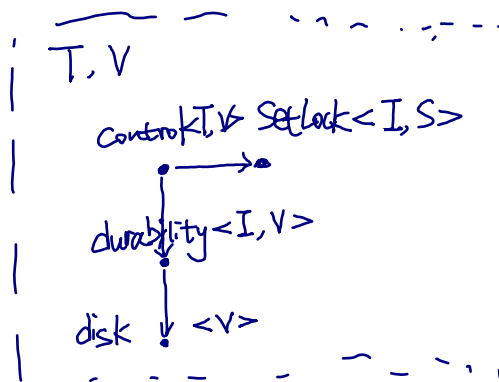 T, V
control<T,V> SetLock<I,S>
durability<I,V>
disk <V>